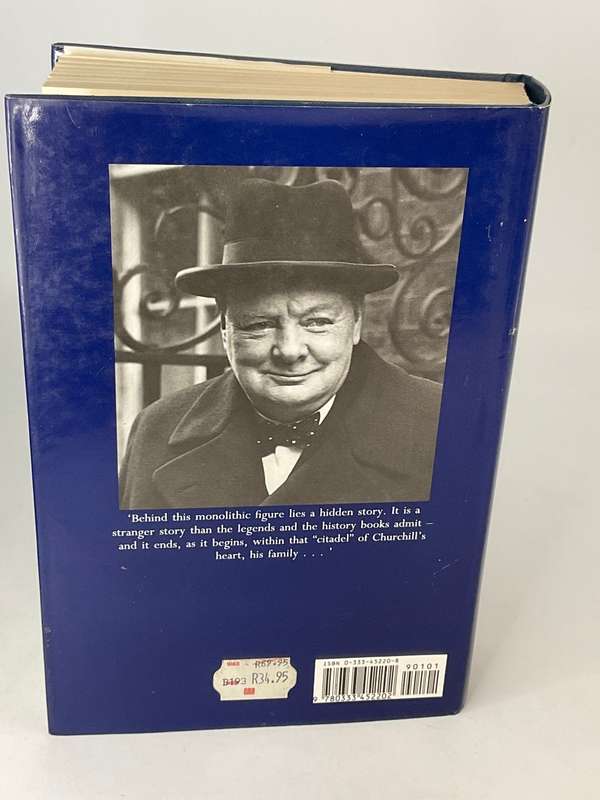 'Behind this monolithic figure lies a hidden story. It is a
stranger story than the legends and the history books admit –
and it ends, as it begins, within that "citadel" of Churchill's
heart, his family . . . '
R69.95
R34.95
ISBN 0-333-45220-8
90101
9 780333 452202